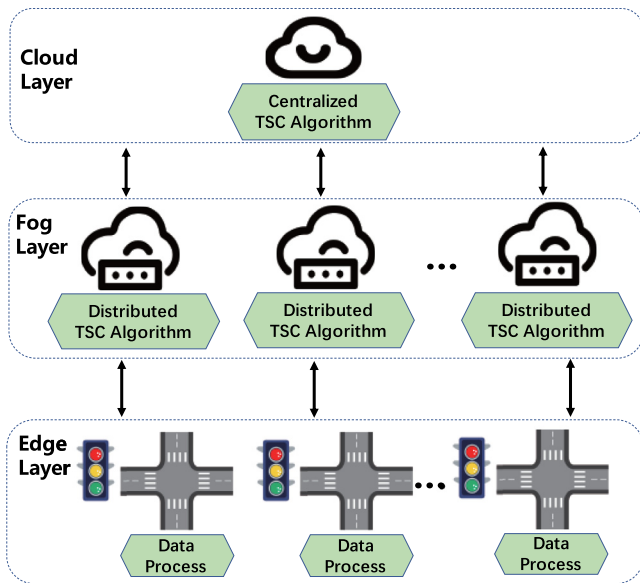 Cloud
Layer
Centralized
TSC Algorithm
Fog
Layer
...
Distributed
TSC Algorithm
Distributed
TSC Algorithm
Distributed
TSC Algorithm
Edge
Layer
...
Data
Process
Data
Process
Data
Process